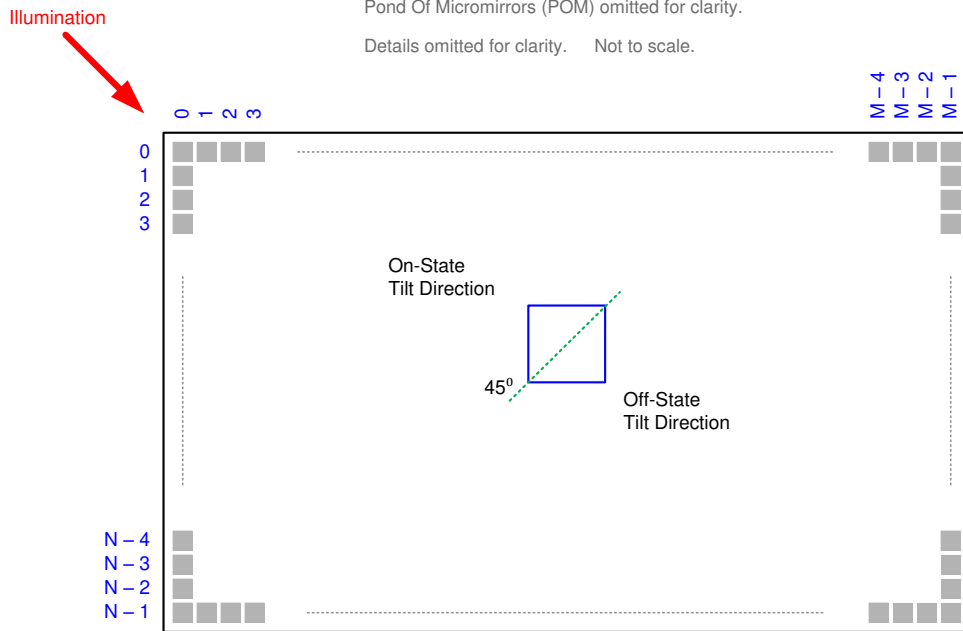 Pond Of Micromirrors (POM) omitted for clarity.
Illumination
Details omitted for clarity. Not to scale.
0 1 2 3 M – 4 M – 3 M – 2 M – 1
0
1
2
3
On-State
Tilt Direction
45⁰
Off-State
Tilt Direction
N – 4
N – 3
N – 2
N – 1